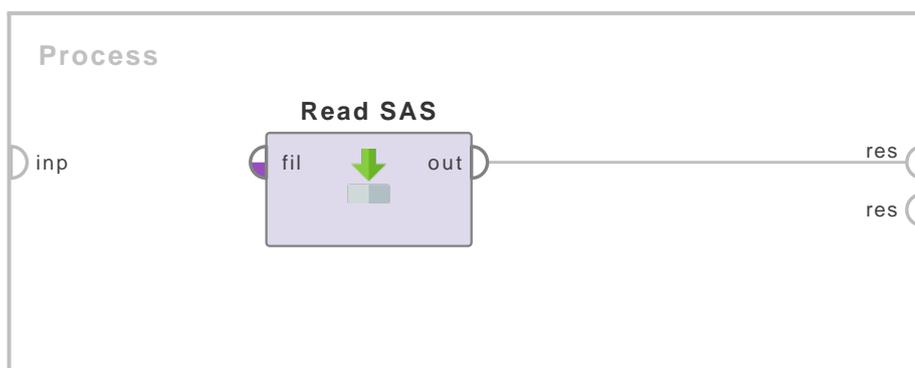 Process
Read SAS
inp
fil
out
res
res